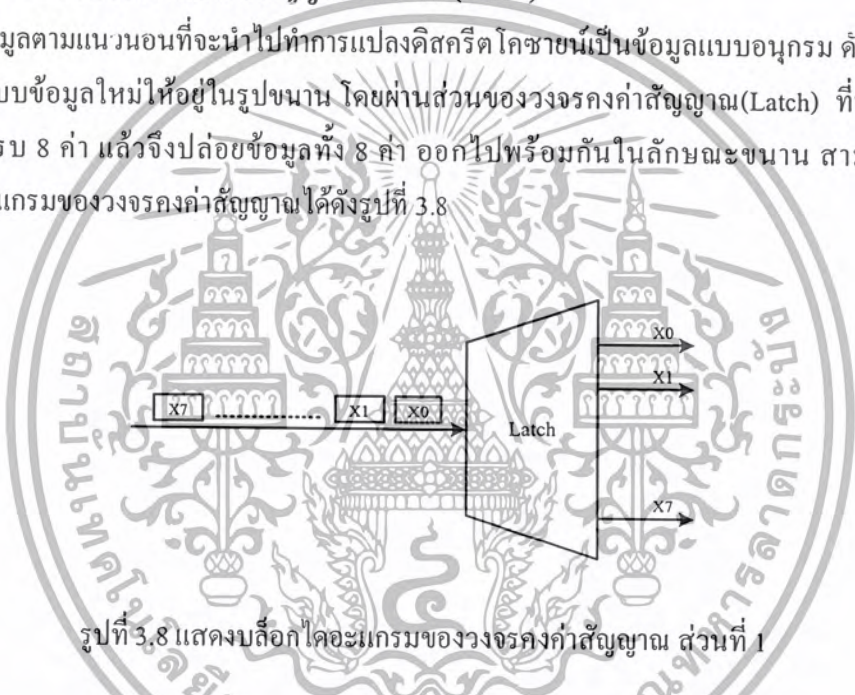 มูลตามแนวนอนที่จะนำไปทำการแปลงดิสครีตโคซายน์เป็นข้อมูลแบบอนุกรม ดั
บบข้อมูลใหม่ให้อยู่ในรูปขนาน โดยผ่านส่วนของวงจรคงค่าสัญญาณ(Latch) ที่
รบ 8 ค่า แล้วจึงปล่อยข้อมูลทั้ง 8 ค่า ออกไปพร้อมกันในลักษณะขนาน สา
แกรมของวงจรคงค่าสัญญาณได้ดังรูปที่ 3.8
X0
X1
X7 ........................ X1 X0
Latch
X7
รูปที่ 3.8 แสดงบล็อกไดอะแกรมของวงจรคงค่าสัญญาณ ส่วนที่ 1